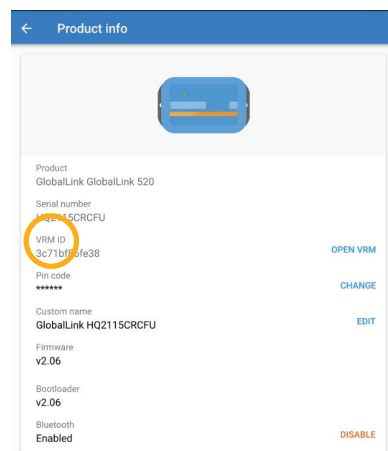 Product info
Product
GlobalLink GlobalLink 520
Serial number
HQ2115CRCFU
VRM ID
OPEN VRM
Pin code
******
CHANGE
Custom name
GlobalLink HQ2115CRCFU
EDIT
Firmware
v2.06
Bootloader
v2.06
Bluetooth
Enabled
DISABLE